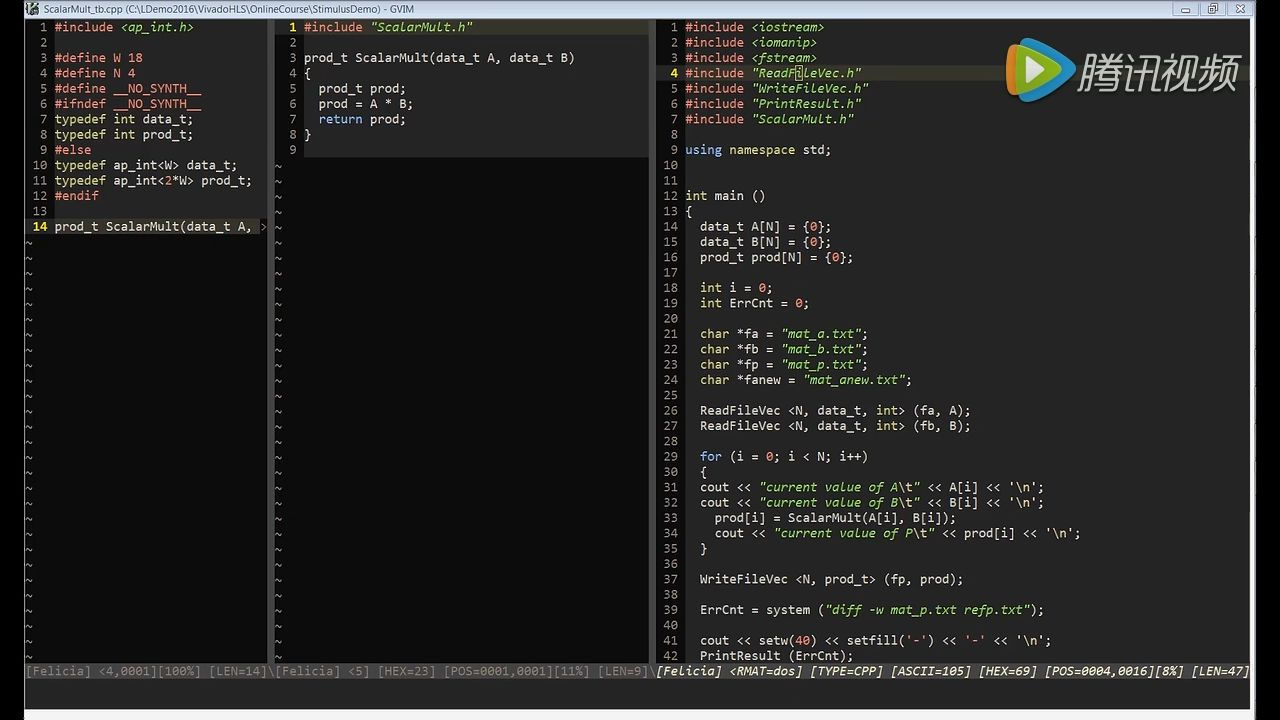 ScalarMult_tb.cpp (C:\LDemo2016\VivadoHLS\OnlineCourse\StimulusDemo) - GVIM
1 #include <ap_int.h>
2
3 #define W 18
4 #define N 4
5 #define __NO_SYNTH__
6 #ifndef __NO_SYNTH__
7 typedef int data_t;
8 typedef int prod_t;
9 #else
10 typedef ap_int<W> data_t;
11 typedef ap_int<2*W> prod_t;
12 #endif
13
14 prod_t ScalarMult(data_t A, >
1 #include "ScalarMult.h"
2
3 prod_t ScalarMult(data_t A, data_t B)
4 {
5   prod_t prod;
6   prod = A * B;
7   return prod;
8 }
9
1 #include <iostream>
2 #include <iomanip>
3 #include <fstream>
4 #include "ReadFileVec.h"
5 #include "WriteFileVec.h"
6 #include "PrintResult.h"
7 #include "ScalarMult.h"
8
9 using namespace std;
10
11
12 int main ()
13 {
14   data_t A[N] = {0};
15   data_t B[N] = {0};
16   prod_t prod[N] = {0};
17
18   int i = 0;
19   int ErrCnt = 0;
20
21   char *fa = "mat_a.txt";
22   char *fb = "mat_b.txt";
23   char *fp = "mat_p.txt";
24   char *fanew = "mat_anew.txt";
25
26   ReadFileVec <N, data_t, int> (fa, A);
27   ReadFileVec <N, data_t, int> (fb, B);
28
29   for (i = 0; i < N; i++)
30   {
31   cout << "current value of A\t" << A[i] << '\n';
32   cout << "current value of B\t" << B[i] << '\n';
33     prod[i] = ScalarMult(A[i], B[i]);
34     cout << "current value of P\t" << prod[i] << '\n';
35   }
36
37   WriteFileVec <N, prod_t> (fp, prod);
38
39   ErrCnt = system ("diff -w mat_p.txt refp.txt");
40
41   cout << setw(40) << setfill('-') << '-' << '\n';
42   PrintResult (ErrCnt);
腾讯视频
[Felicia] <4,0001][100%] [LEN=14]\[Felicia] <5] [HEX=23] [POS=0001,0001][11%] [LEN=9]\[Felicia] <RMAT=dos] [TYPE=CPP] [ASCII=105] [HEX=69] [POS=0004,0016][8%] [LEN=47]